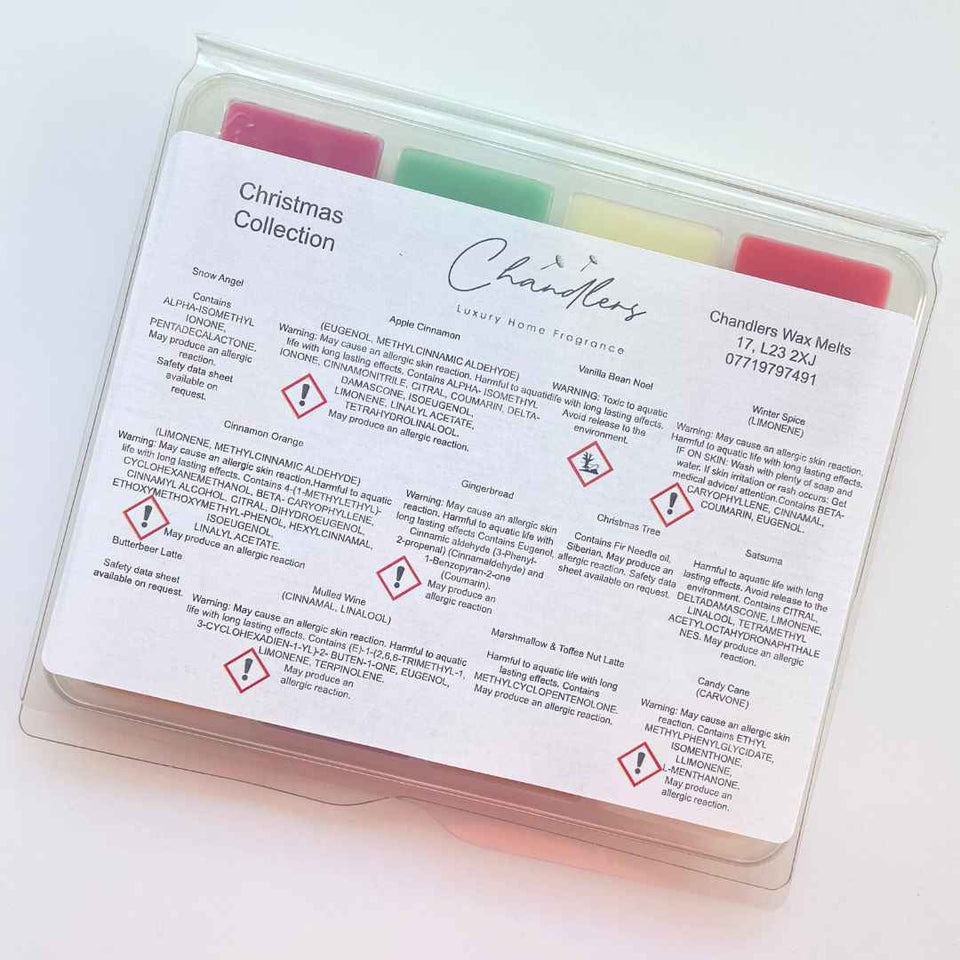 Christmas
Collection
Chandlers
Luxury Home Fragrance
Chandlers Wax Melts
17, L23 2XJ
07719797491
Snow Angel
Contains
ALPHA-ISOMETHYL
IONONE,
PENTADECALACTONE.
May produce an allergic
reaction.
Safety data sheet
available on
request.
Apple Cinnamon
(EUGENOL, METHYLCINNAMIC ALDEHYDE)
Warning: May cause an allergic skin reaction. Harmful to aquatic
life with long lasting effects. Contains ALPHA- ISOMETHYL
IONONE, CINNAMONITRILE, CITRAL, COUMARIN, DELTA-
DAMASCONE, ISOEUGENOL,
LIMONENE, LINALYL ACETATE,
TETRAHYDROLINALOOL.
May produce an allergic reaction.
Vanilla Bean Noel
WARNING: Toxic to aquatic
life with long lasting effects.
Avoid release to the
environment.
Winter Spice
(LIMONENE)
Warning: May cause an allergic skin reaction.
Harmful to aquatic life with long lasting effects.
IF ON SKIN: Wash with plenty of soap and
water. If skin irritation or rash occurs: Get
medical advice/ attention.Contains BETA-
CARYOPHYLLENE, CINNAMAL,
COUMARIN, EUGENOL.
Cinnamon Orange
(LIMONENE, METHYLCINNAMIC ALDEHYDE)
Warning: May cause an allergic skin reaction.Harmful to aquatic
life with long lasting effects. Contains 4-(1-METHYLETHYL)-
CYCLOHEXANEMETHANOL, BETA- CARYOPHYLLENE,
CINNAMYL ALCOHOL, CITRAL, DIHYDROEUGENOL,
ETHOXYMETHOXYMETHYL-PHENOL, HEXYLCINNAMAL,
ISOEUGENOL,
LINALYL ACETATE.
May produce an allergic reaction
Gingerbread
Warning: May cause an allergic skin
reaction. Harmful to aquatic life with
long lasting effects Contains Eugenol,
Cinnamic aldehyde (3-Phenyl-
2-propenal) (Cinnamaldehyde) and
1-Benzopyran-2-one
(Coumarin).
May produce an
allergic reaction
Christmas Tree
Contains Fir Needle oil,
Siberian. May produce an
allergic reaction. Safety data
sheet available on request.
Satsuma
Harmful to aquatic life with long
lasting effects. Avoid release to the
environment. Contains CITRAL,
DELTADAMASCONE, LIMONENE,
LINALOOL, TETRAMETHYL
ACETYLOCTAHYDRONAPHTHALE
NES. May produce an allergic
reaction.
Butterbeer Latte
Safety data sheet
available on request.
Mulled Wine
(CINNAMAL, LINALOOL)
Warning: May cause an allergic skin reaction. Harmful to aquatic
life with long lasting effects. Contains (E)-1-(2,6,6-TRIMETHYL-1,
3-CYCLOHEXADIEN-1-YL)-2- BUTEN-1-ONE, EUGENOL,
LIMONENE, TERPINOLENE.
May produce an
allergic reaction.
Marshmallow & Toffee Nut Latte
Harmful to aquatic life with long
lasting effects. Contains
METHYLCYCLOPENTENOLONE.
May produce an allergic reaction.
Candy Cane
(CARVONE)
Warning: May cause an allergic skin
reaction. Contains ETHYL
METHYLPHENYLGLYCIDATE,
ISOMENTHONE,
LLIMONENE,
L-MENTHANONE.
May produce an
allergic reaction.